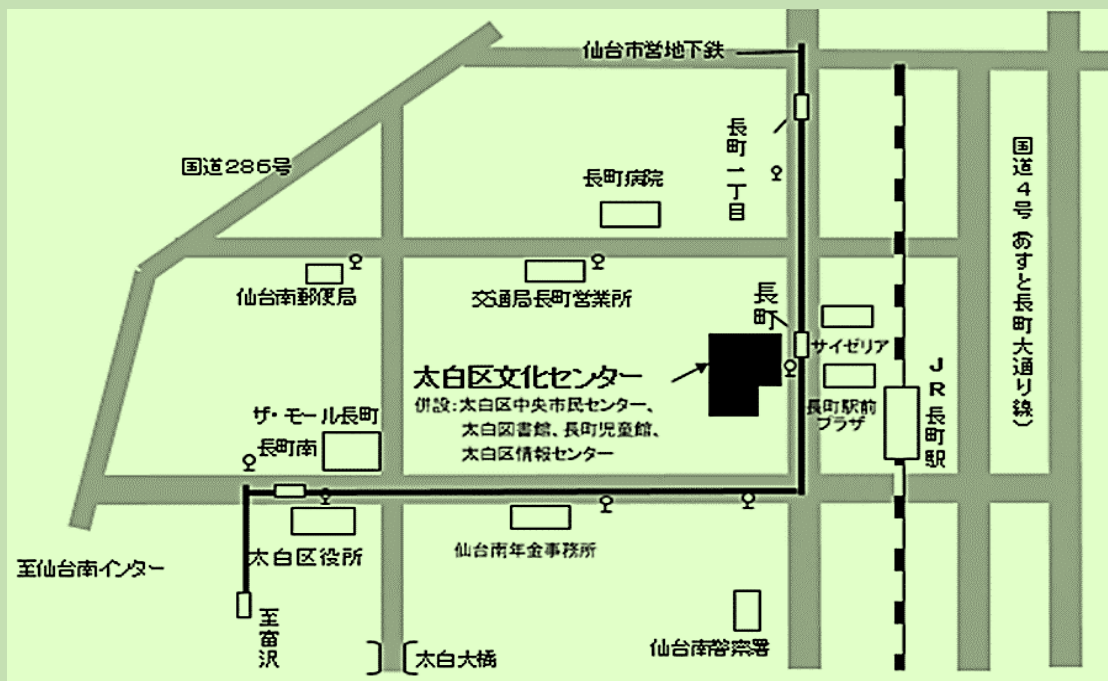 仙台市営地下鉄
国道286号
長町一丁目
長町病院
国道4号（あすと長町大通り線）
仙台南郵便局
交通局長町営業所
長町
サイゼリア
太白区文化センター
併設：太白区中央市民センター、
太白図書館、長町児童館、
太白区情報センター
長町駅前
プラザ
JR長町駅
ザ・モール長町
長町南
太白区役所
仙台南年金事務所
至仙台南インター
至富沢
太白大橋
仙台南警察署